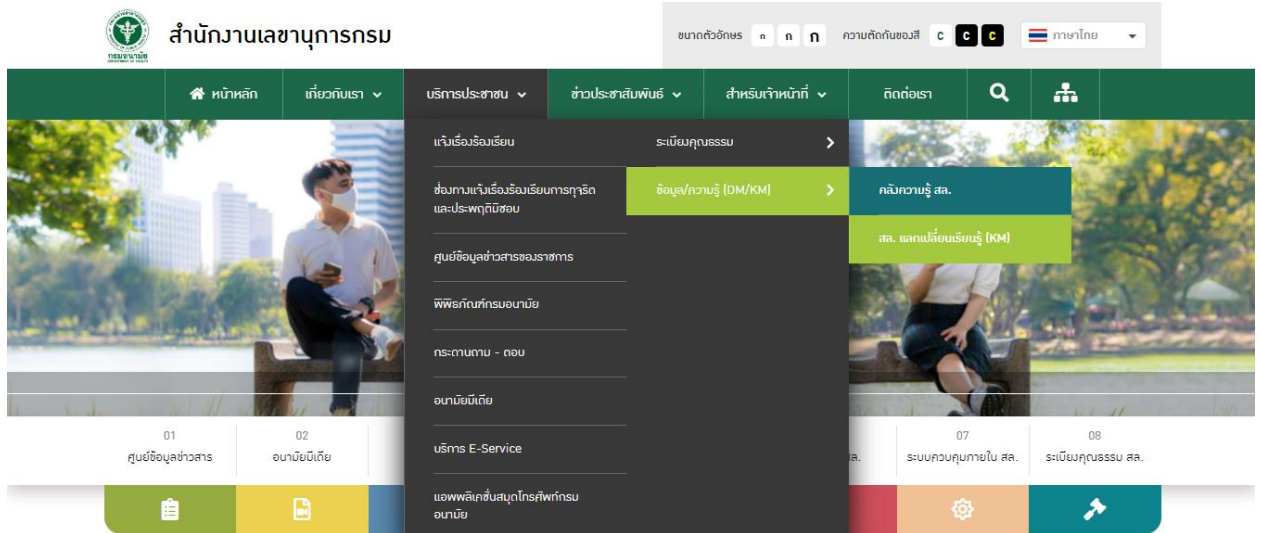 สำนักงานเลขานุการกรม
กรมอนามัย
ขนาดตัวอักษร ก ก ก ความตัดกันของสี C C C ภาษาไทย
หน้าหลัก เกี่ยวกับเรา บริการประชาชน ข่าวประชาสัมพันธ์ สำหรับเจ้าหน้าที่ ติดต่อเรา
แจ้งเรื่องร้องเรียน
ช่องทางแจ้งเรื่องร้องเรียนการทุจริต
และประพฤติมิชอบ
ศูนย์ข้อมูลข่าวสารของราชการ
พิพิธภัณฑ์กรมอนามัย
กระดานถาม - ตอบ
อนามัยมีเดีย
บริการ E-Service
แอพพลิเคชั่นสมุดโทรศัพท์กรม
อนามัย
ระเบียงคุณธรรม
ข้อมูล/ความรู้ (DM/KM)
คลังความรู้ สล.
สล. แลกเปลี่ยนเรียนรู้ (KM)
01
ศูนย์ข้อมูลข่าวสาร
02
อนามัยมีเดีย
สล.
07
ระบบควบคุมภายใน สล.
08
ระเบียงคุณธรรม สล.